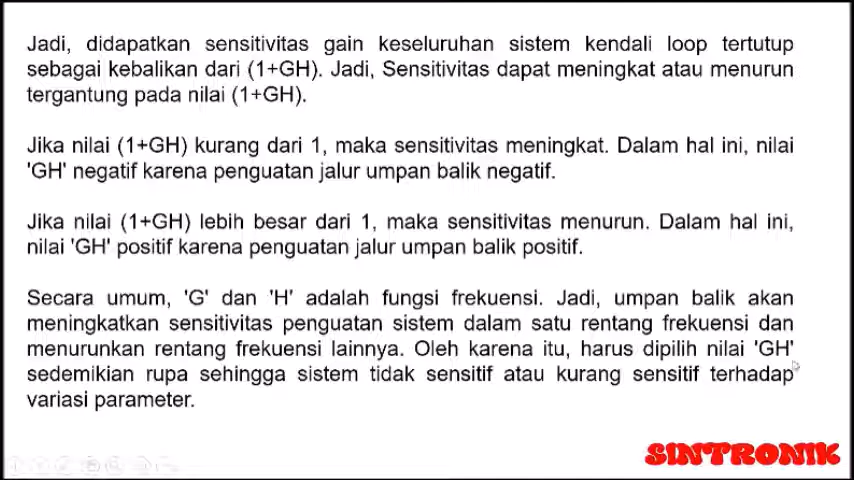 Jadi, didapatkan sensitivitas gain keseluruhan sistem kendali loop tertutup
sebagai kebalikan dari (1+GH). Jadi, Sensitivitas dapat meningkat atau menurun
tergantung pada nilai (1+GH).
Jika nilai (1+GH) kurang dari 1, maka sensitivitas meningkat. Dalam hal ini, nilai
'GH' negatif karena penguatan jalur umpan balik negatif.
Jika nilai (1+GH) lebih besar dari 1, maka sensitivitas menurun. Dalam hal ini,
nilai 'GH' positif karena penguatan jalur umpan balik positif.
Secara umum, 'G' dan 'H' adalah fungsi frekuensi. Jadi, umpan balik akan
meningkatkan sensitivitas penguatan sistem dalam satu rentang frekuensi dan
menurunkan rentang frekuensi lainnya. Oleh karena itu, harus dipilih nilai 'GH'
sedemikian rupa sehingga sistem tidak sensitif atau kurang sensitif terhadap
variasi parameter.
SINTRONIK